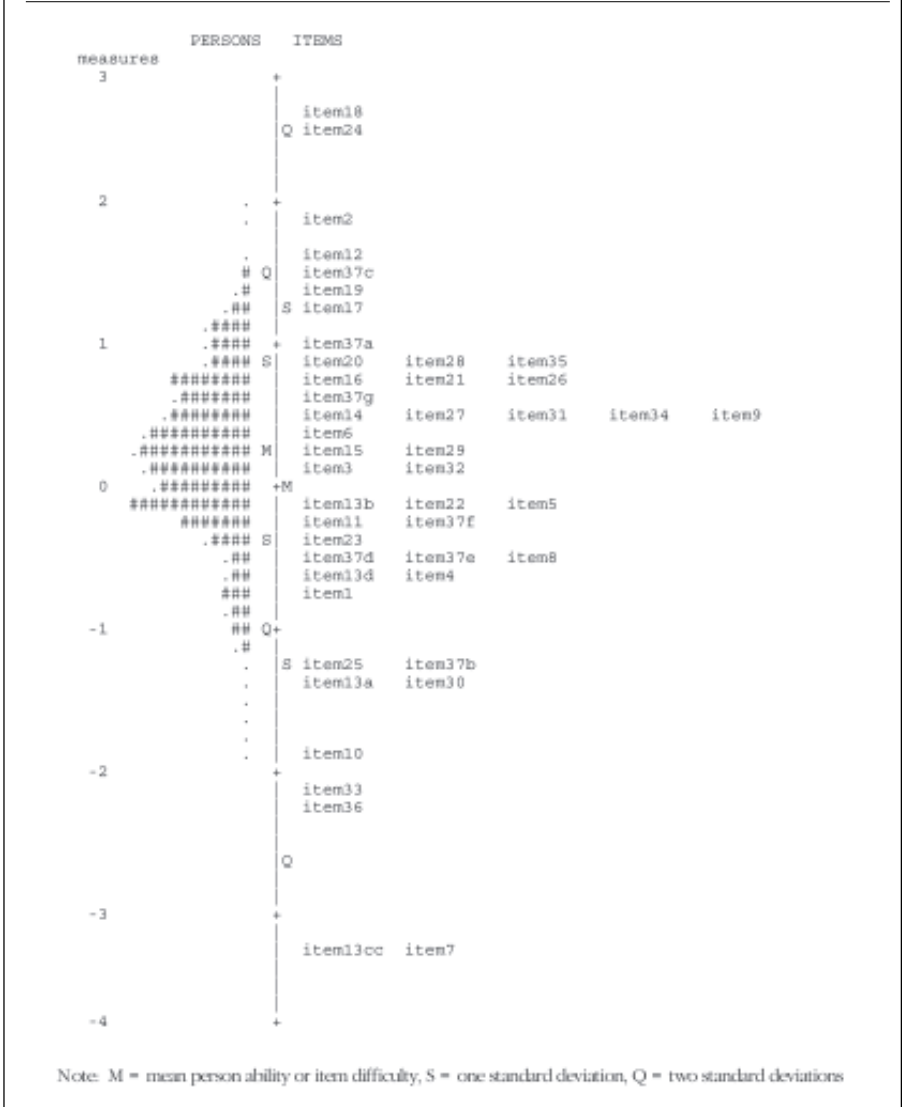 PERSONS ITEMS
measures
3 +
| item18
|Q item24
|
|
|
2 . +
. | item2
|
. | item12
# Q| item37c
.# | item19
.## |S item17
.#### |
1 .#### + item37a
.#### S| item20 item28 item35
######## | item16 item21 item26
.####### | item37g
.######## | item14 item27 item31 item34 item9
.########## | item6
.########### M| item15 item29
.########## | item3 item32
0 .######### +M
############ | item13b item22 item5
####### | item11 item37f
.#### S| item23
.## | item37d item37e item8
.## | item13d item4
### | item1
.## |
-1 ## Q+
.# |
. |S item25 item37b
. | item13a item30
. |
. |
. |
. | item10
-2 +
| item33
| item36
|
|
|Q
|
|
-3 +
|
| item13cc item7
|
|
|
-4 +
Note: M = mean person ability or item difficulty, S = one standard deviation, Q = two standard deviations